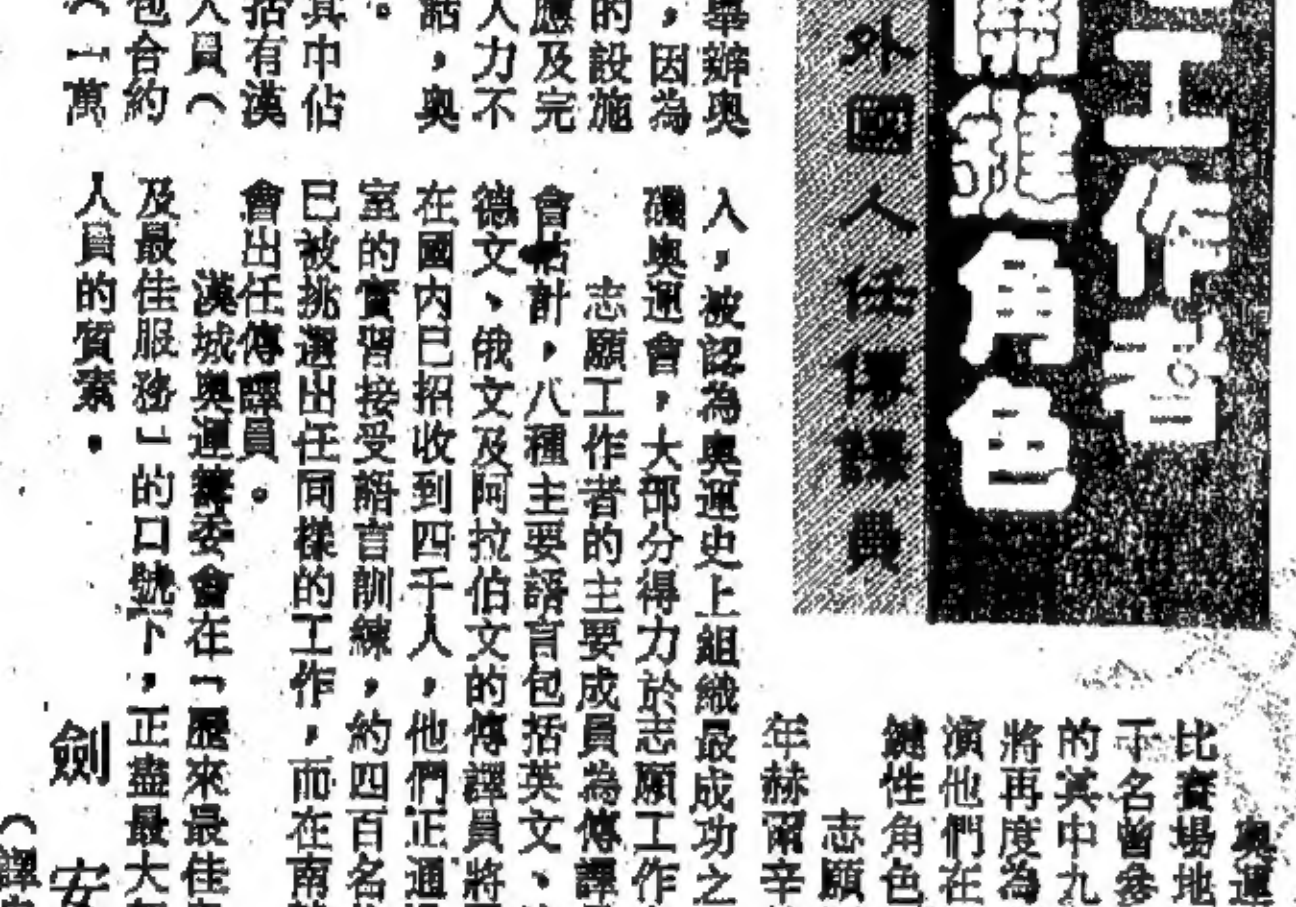 工作者
關鍵角色
外國人任傳譯員
奧運
比賽場地
不名曾參
的其中九
將再度為
演他們在
鍵性角色
志願
年赫爾辛
舉辦奧
，因為
的設施
應及完
人力不
話，奧
。
其中佔
括有漢
人員（
包合約
（一萬
入，被認為奧運史上組織最成功之
礴奧運會，大部分得力於志願工作
志願工作者的主要成員為傳譯
會估計，八種主要語言包括英文、
德文、俄文及阿拉伯文的傳譯員將
在國內已招收到四千人，他們正通
室的實習接受語言訓練，約四百名
已被挑選出任同樣的工作，而在南
會出任傳譯員。
漢城奧運籌委會在「歷來最佳
及最佳服務」的口號下，正盡最大
人員的質素。
劍安
（譯